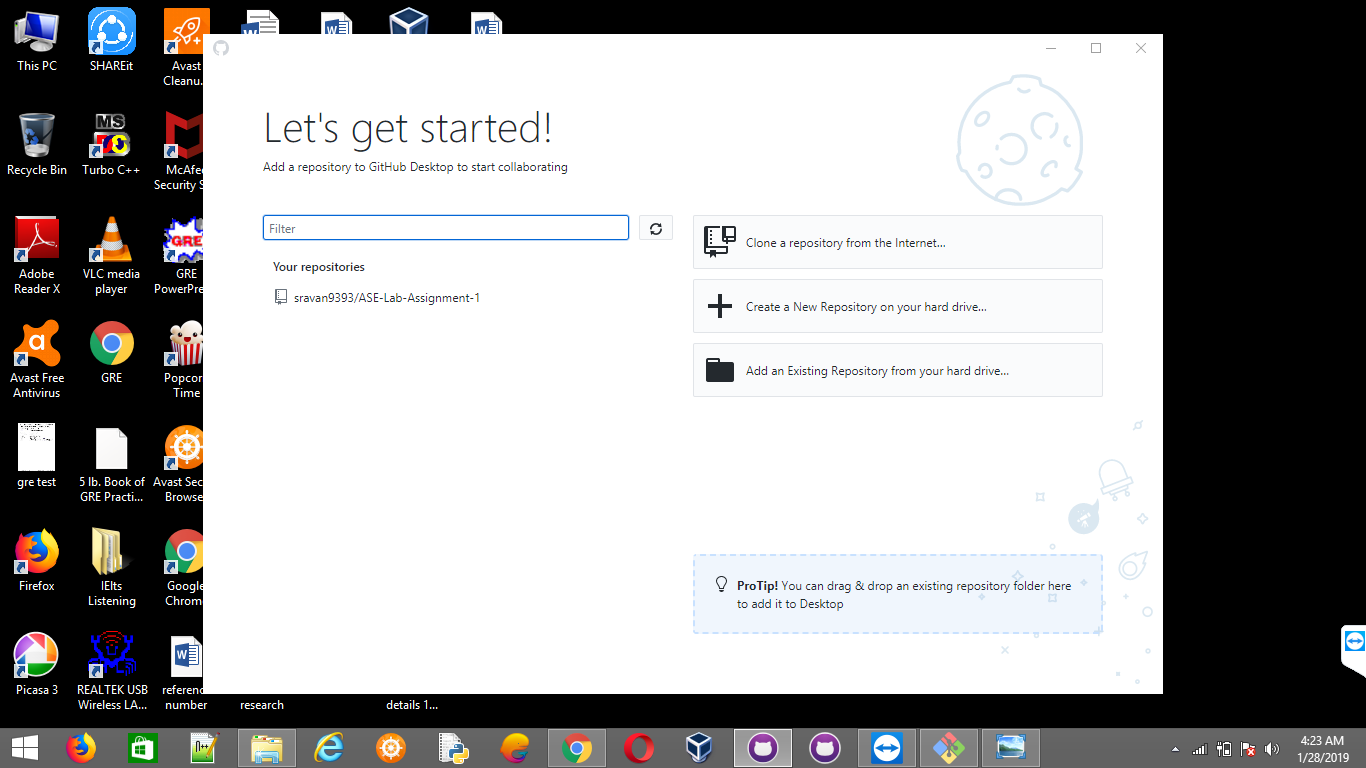 This PC
SHAREit
Avast
Cleanu...
Recycle Bin
MS
Turbo C++
McAfee
Security S
Adobe
Reader X
VLC media
player
GRE
GRE
PowerPre
Avast Free
Antivirus
GRE
Popcor
Time
gre test
5 lb. Book of
GRE Practi...
Avast Sec
Browse
Firefox
IElts
Listening
Google
Chrom
Picasa 3
REALTEK USB
Wireless LA...
referenc
number
research
details 1...
Let's get started!
Add a repository to GitHub Desktop to start collaborating
Filter
Your repositories
sravan9393/ASE-Lab-Assignment-1
Clone a repository from the Internet...
Create a New Repository on your hard drive...
Add an Existing Repository from your hard drive...
ProTip! You can drag & drop an existing repository folder here
to add it to Desktop
4:23 AM
1/28/2019